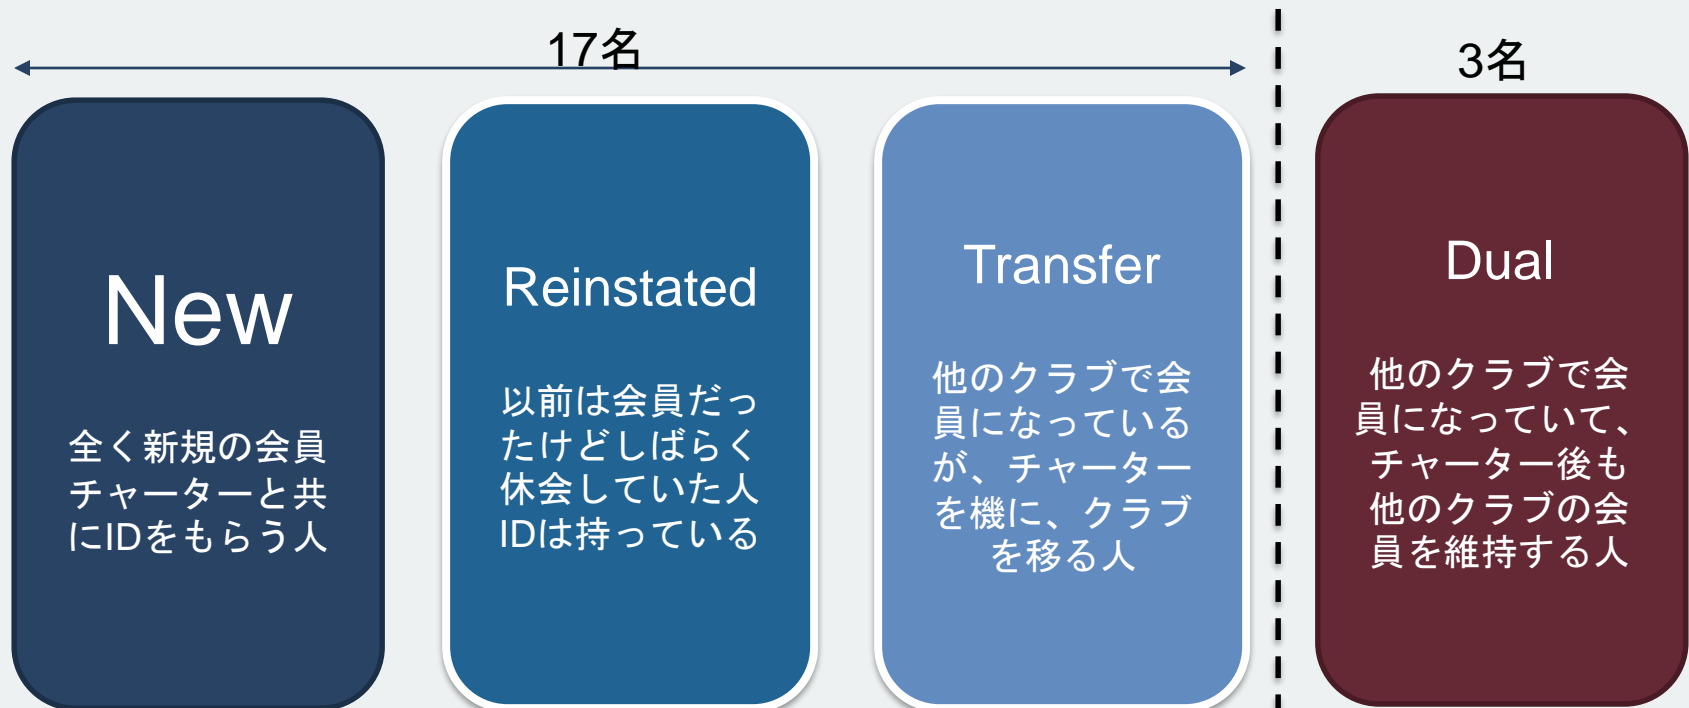 17名
3名
New
全く新規の会員
チャーターと共
にIDをもらう人
Reinstated
以前は会員だっ
たけどしばらく
休会していた人
IDは持っている
Transfer
他のクラブで会
員になっている
が、チャーター
を機に、クラブ
を移る人
Dual
他のクラブで会
員になっていて、
チャーター後も
他のクラブの会
員を維持する人